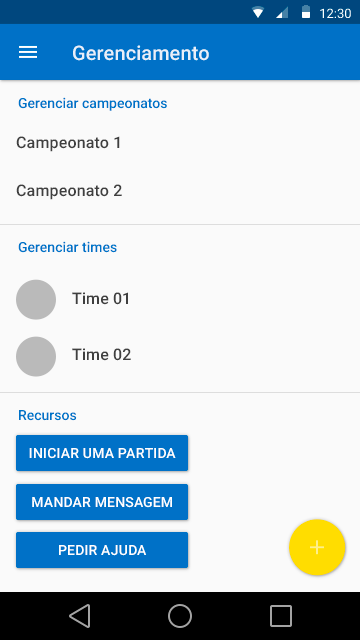 12:30
Gerenciamento
Gerenciar campeonatos
Campeonato 1
Campeonato 2
Gerenciar times
Time 01
Time 02
Recursos
INICIAR UMA PARTIDA
MANDAR MENSAGEM
PEDIR AJUDA
+